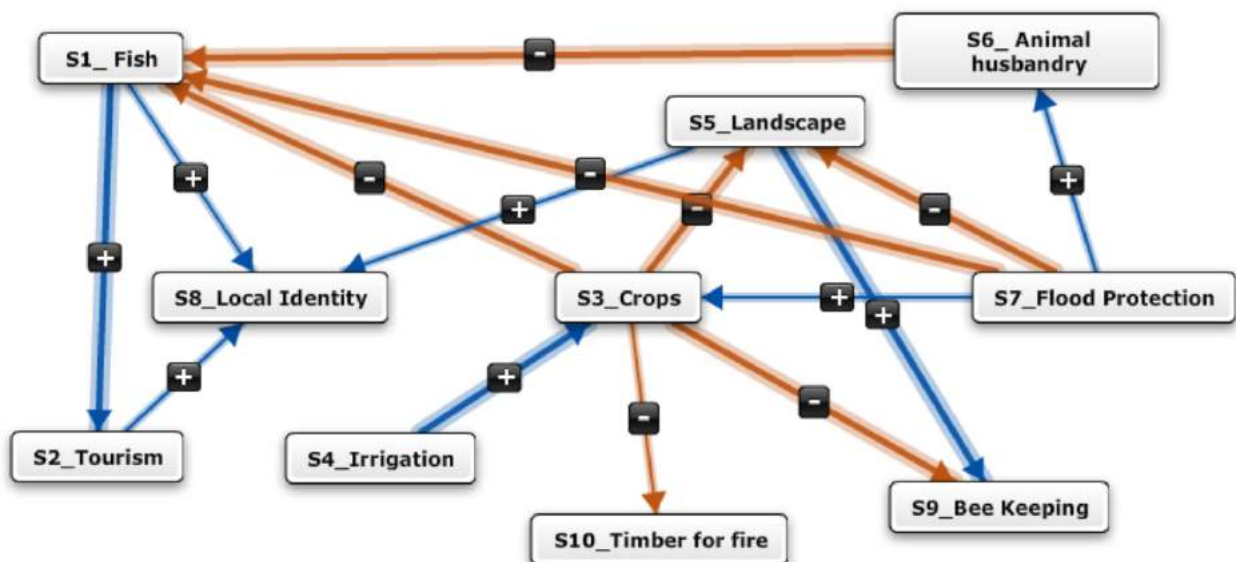 S1_ Fish
S6_ Animal
husbandry
-
S5_Landscape
+
-
-
+
+
-
-
+
S8_Local Identity
S3_Crops
+
S7_Flood Protection
+
+
+
-
-
S2_Tourism
S4_Irrigation
S9_Bee Keeping
S10_Timber for fire